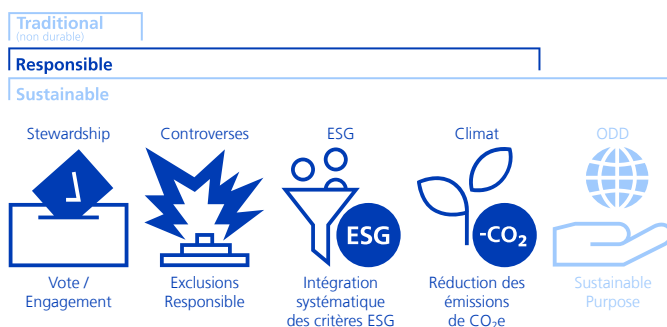 Traditional
(non durable)
Responsible
Sustainable
Stewardship
Controverses
ESG
Climat
ODD
ESG
-CO₂
Vote /
Engagement
Exclusions
Responsible
Intégration
systématique
des critères ESG
Réduction des
émissions
de CO₂e
Sustainable
Purpose